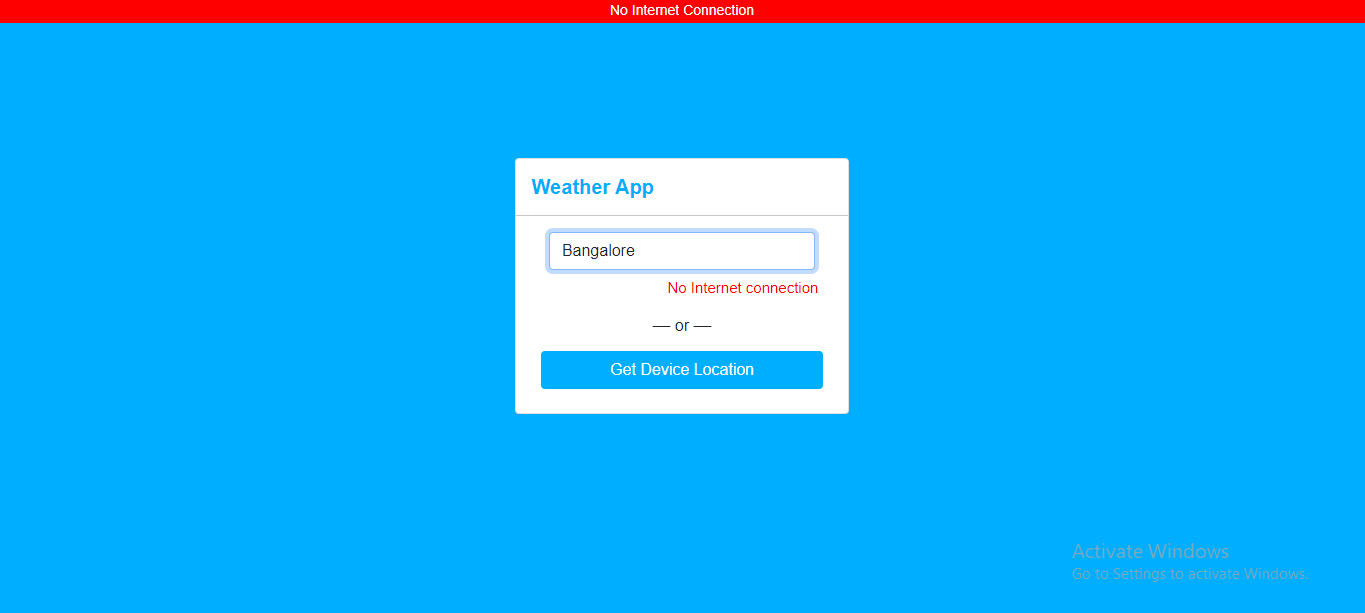 No Internet Connection
Weather App
Bangalore
No Internet connection
— or —
Get Device Location
Activate Windows
Go to Settings to activate Windows.